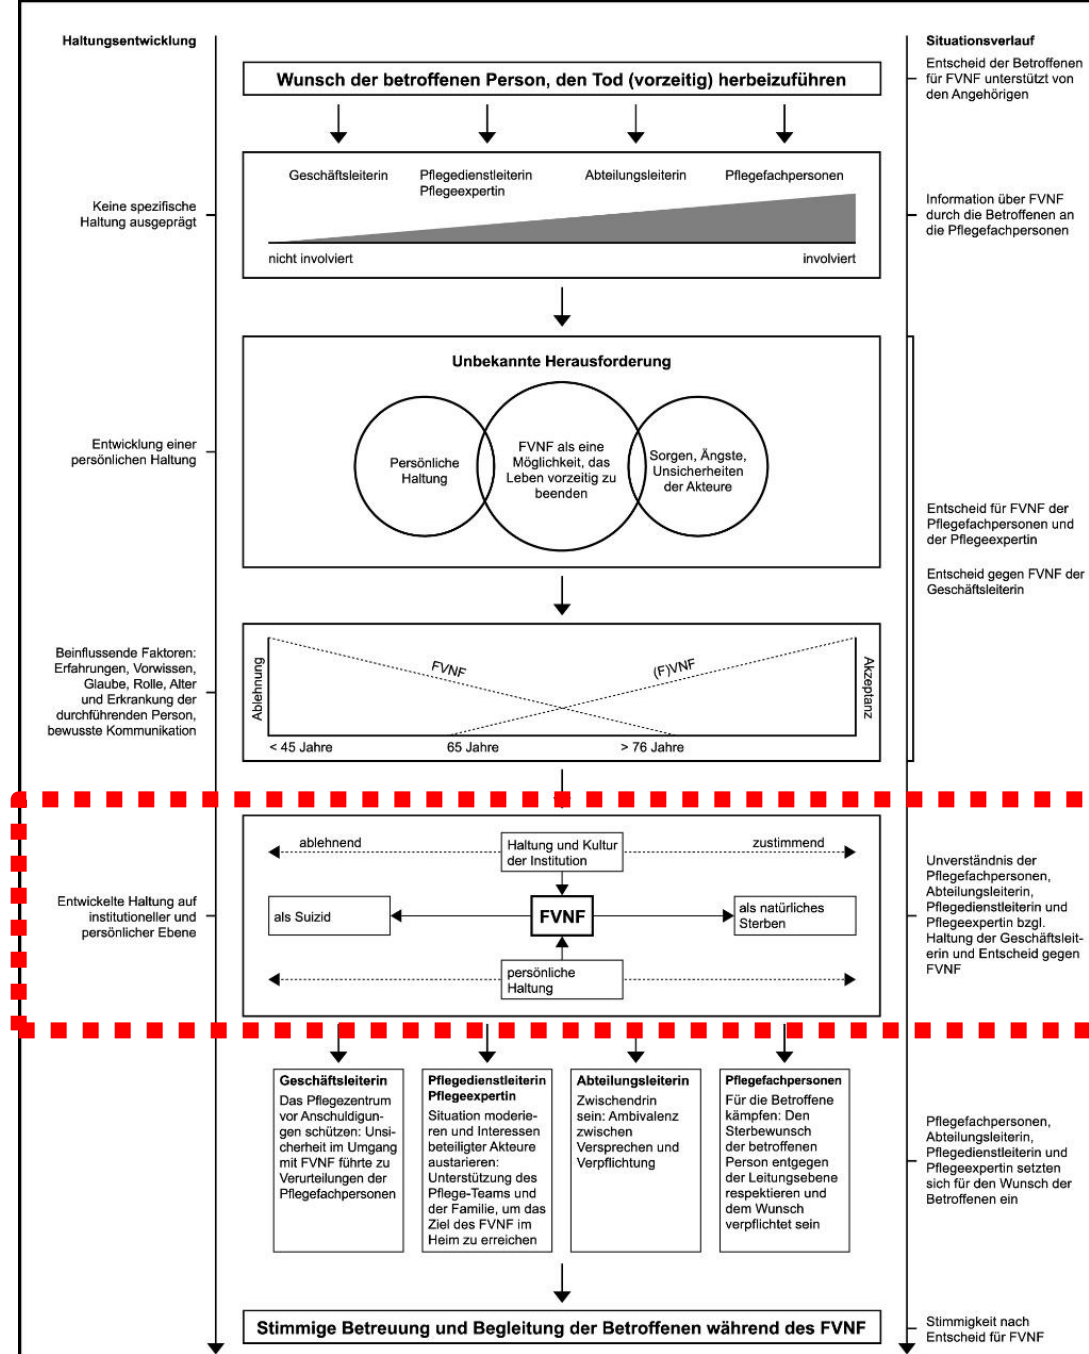 Haltungsentwicklung
Situationsverlauf
Wunsch der betroffenen Person, den Tod (vorzeitig) herbeizuführen
Entscheid der Betroffenen
für FVNF unterstützt von
den Angehörigen
Keine spezifische
Haltung ausgeprägt
Geschäftsleiterin
Pflegedienstleiterin
Pflegeexpertin
Abteilungsleiterin
Pflegefachpersonen
nicht involviert
involviert
Information über FVNF
durch die Betroffenen an
die Pflegefachpersonen
Entwicklung einer
persönlichen Haltung
Unbekannte Herausforderung
Persönliche
Haltung
FVNF als eine
Möglichkeit, das
Leben vorzeitig zu
beenden
Sorgen, Ängste,
Unsicherheiten
der Akteure
Entscheid für FVNF der
Pflegefachpersonen und
der Pflegeexpertin
Entscheid gegen FVNF der
Geschäftsleiterin
Beinflussende Faktoren:
Erfahrungen, Vorwissen,
Glaube, Rolle, Alter
und Erkrankung der
durchführenden Person,
bewusste Kommunikation
Ablehnung
FVNF
(F)VNF
Akzeptanz
< 45 Jahre
65 Jahre
> 76 Jahre
Entwickelte Haltung auf
institutioneller und
persönlicher Ebene
ablehnend
Haltung und Kultur
der Institution
zustimmend
als Suizid
FVNF
als natürliches
Sterben
persönliche
Haltung
Unverständnis der
Pflegefachpersonen,
Abteilungsleiterin,
Pflegedienstleiterin und
Pflegeexpertin bzgl.
Haltung der Geschäftsleit-
erin und Entscheid gegen
FVNF
Geschäftsleiterin
Das Pflegezentrum
vor Anschuldigun-
gen schützen: Unsi-
cherheit im Umgang
mit FVNF führte zu
Verurteilungen der
Pflegefachpersonen
Pflegedienstleiterin
Pflegeexpertin
Situation moderie-
ren und Interessen
beteiligter Akteure
austarieren:
Unterstützung des
Pflege-Teams und
der Familie, um das
Ziel des FVNF im
Heim zu erreichen
Abteilungsleiterin
Zwischendrin
sein: Ambivalenz
zwischen
Versprechen und
Verpflichtung
Pflegefachpersonen
Für die Betroffene
kämpfen: Den
Sterbewunsch
der betroffenen
Person entgegen
der Leitungsebene
respektieren und
dem Wunsch
verpflichtet sein
Pflegefachpersonen,
Abteilungsleiterin,
Pflegedienstleiterin und
Pflegeexpertin setzten
sich für den Wunsch der
Betroffenen ein
Stimmige Betreuung und Begleitung der Betroffenen während des FVNF
Stimmigkeit nach
Entscheid für FVNF